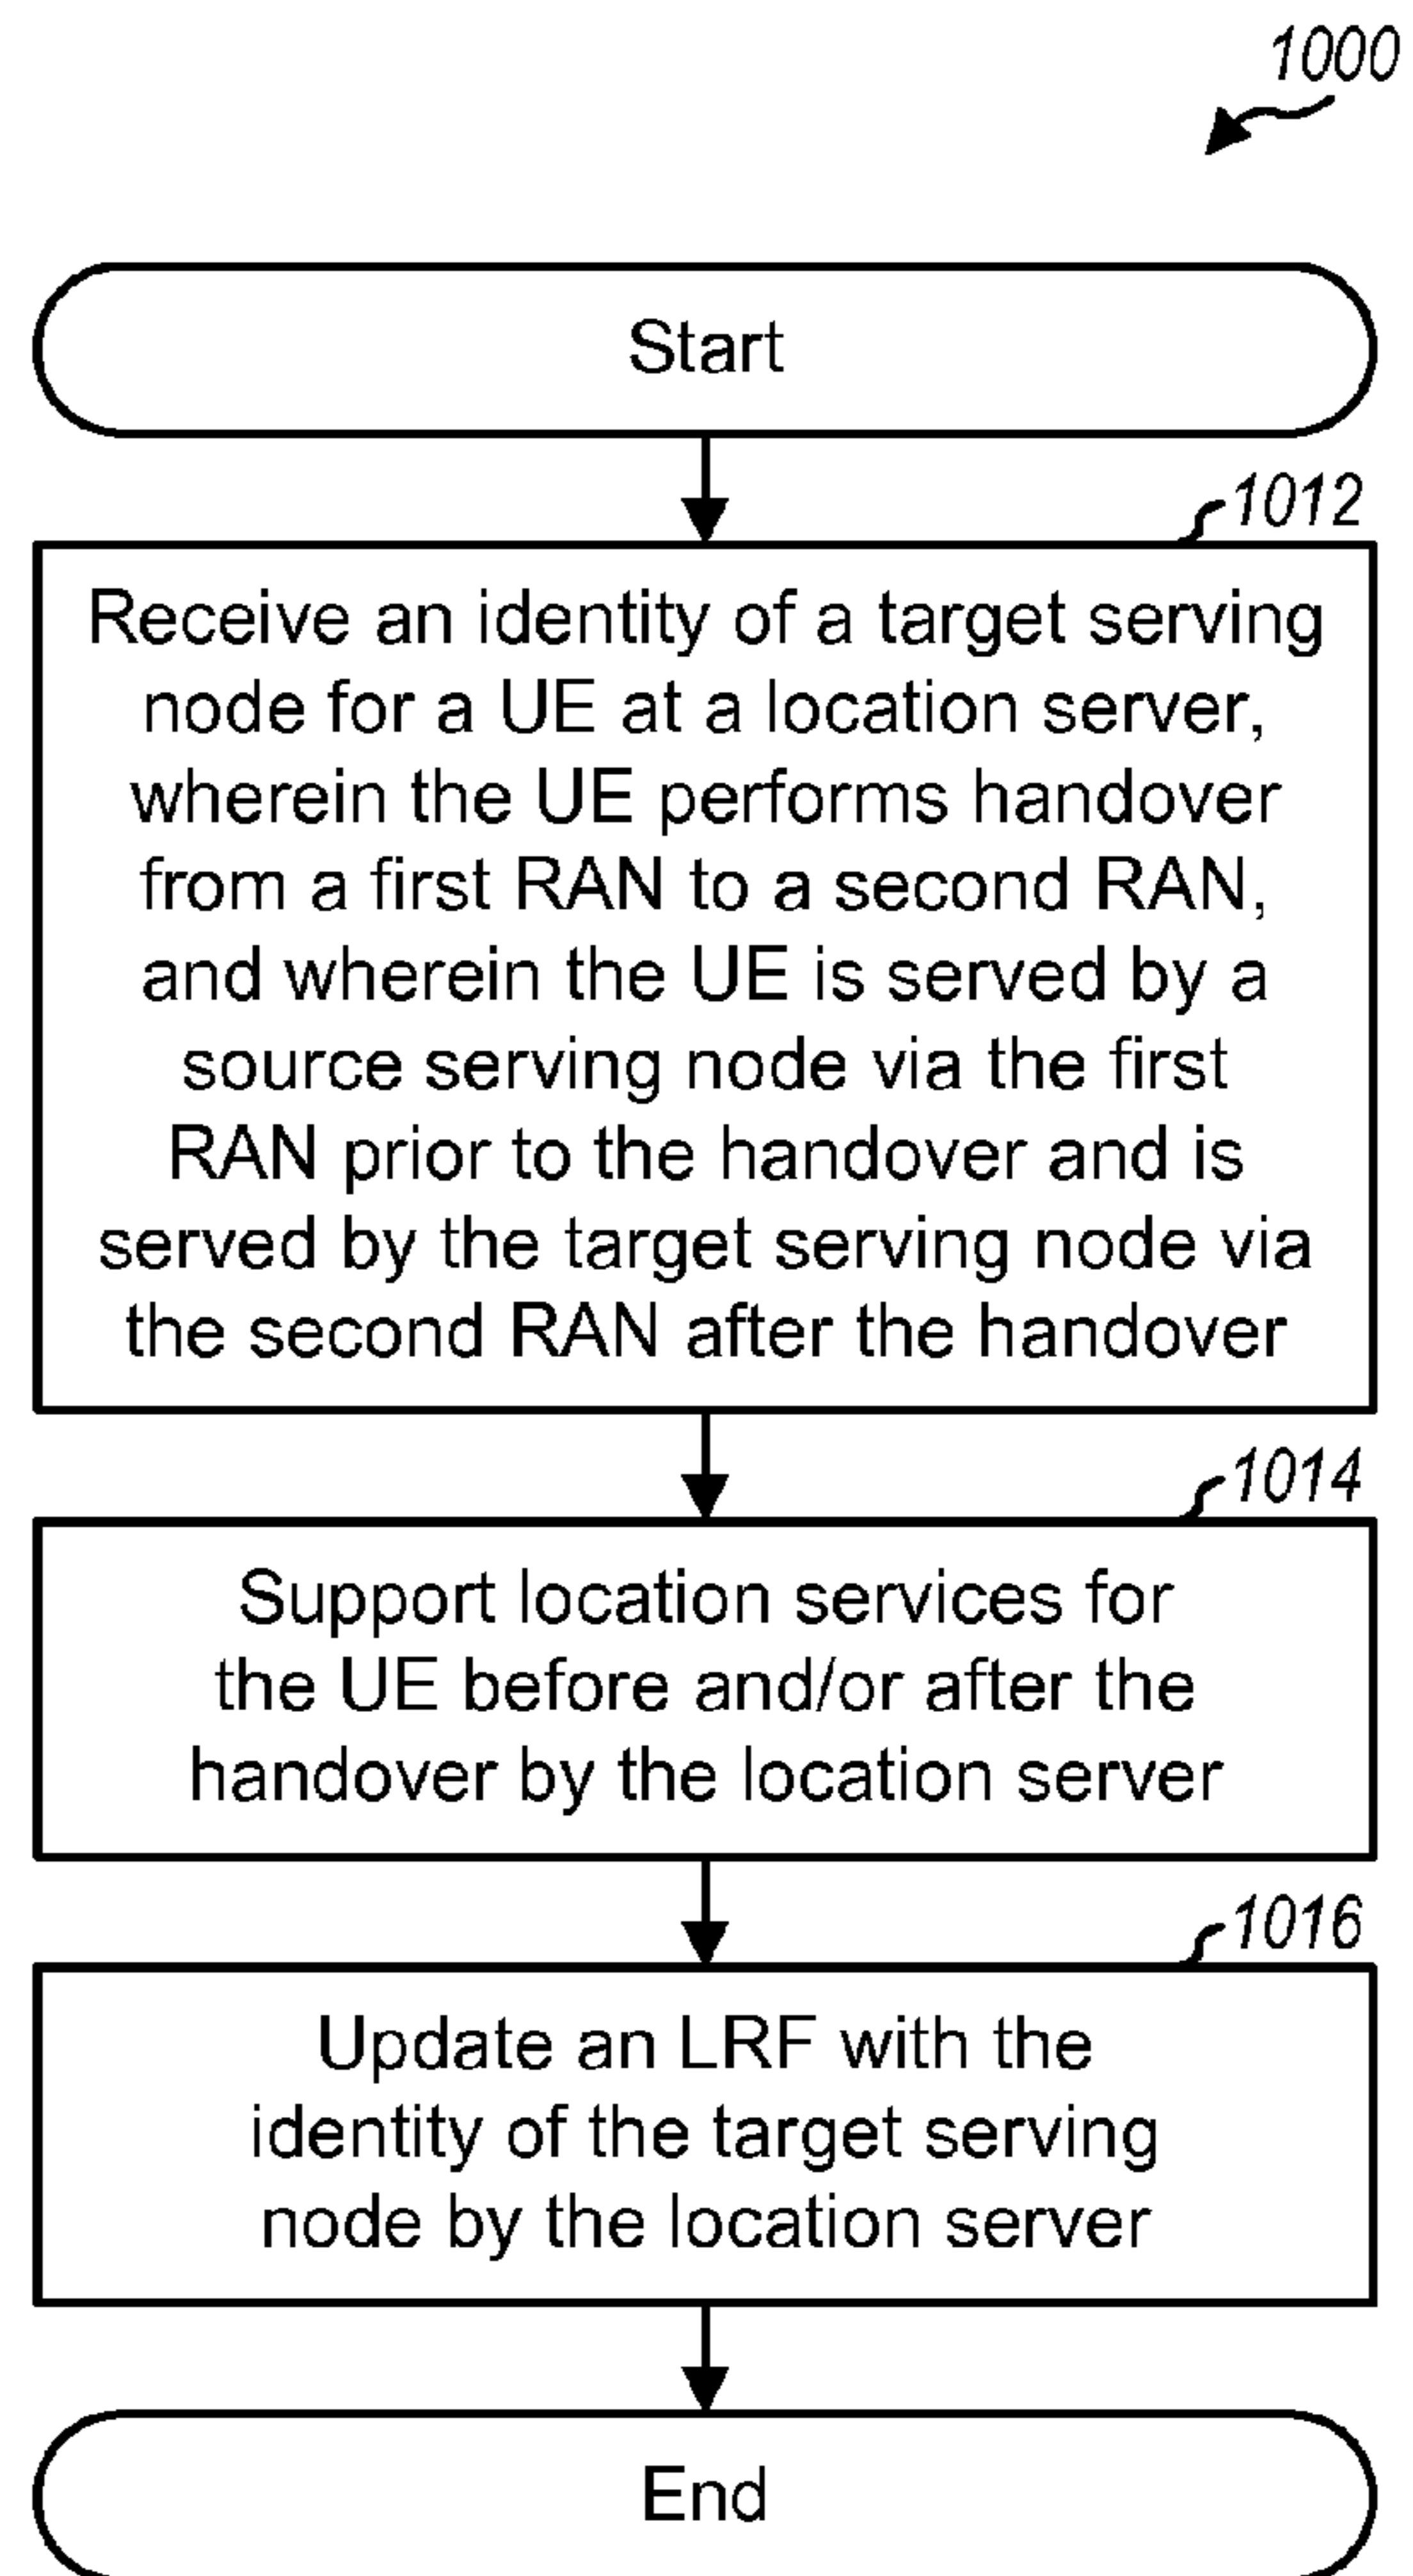 1000
Start
1012
Receive an identity of a target serving
node for a UE at a location server,
wherein the UE performs handover
from a first RAN to a second RAN,
and wherein the UE is served by a
source serving node via the first
RAN prior to the handover and is
served by the target serving node via
the second RAN after the handover
1014
Support location services for
the UE before and/or after the
handover by the location server
1016
Update an LRF with the
identity of the target serving
node by the location server
End